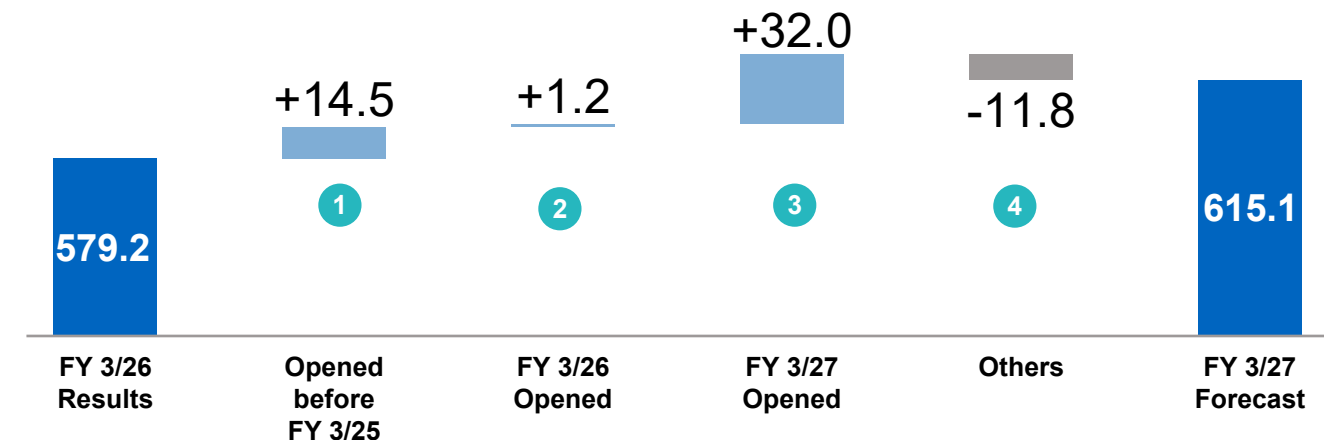 +32.0
+14.5
+1.2
-11.8
1
2
3
4
579.2
615.1
FY 3/26
Results
Opened
before
FY 3/25
FY 3/26
Opened
FY 3/27
Opened
Others
FY 3/27
Forecast